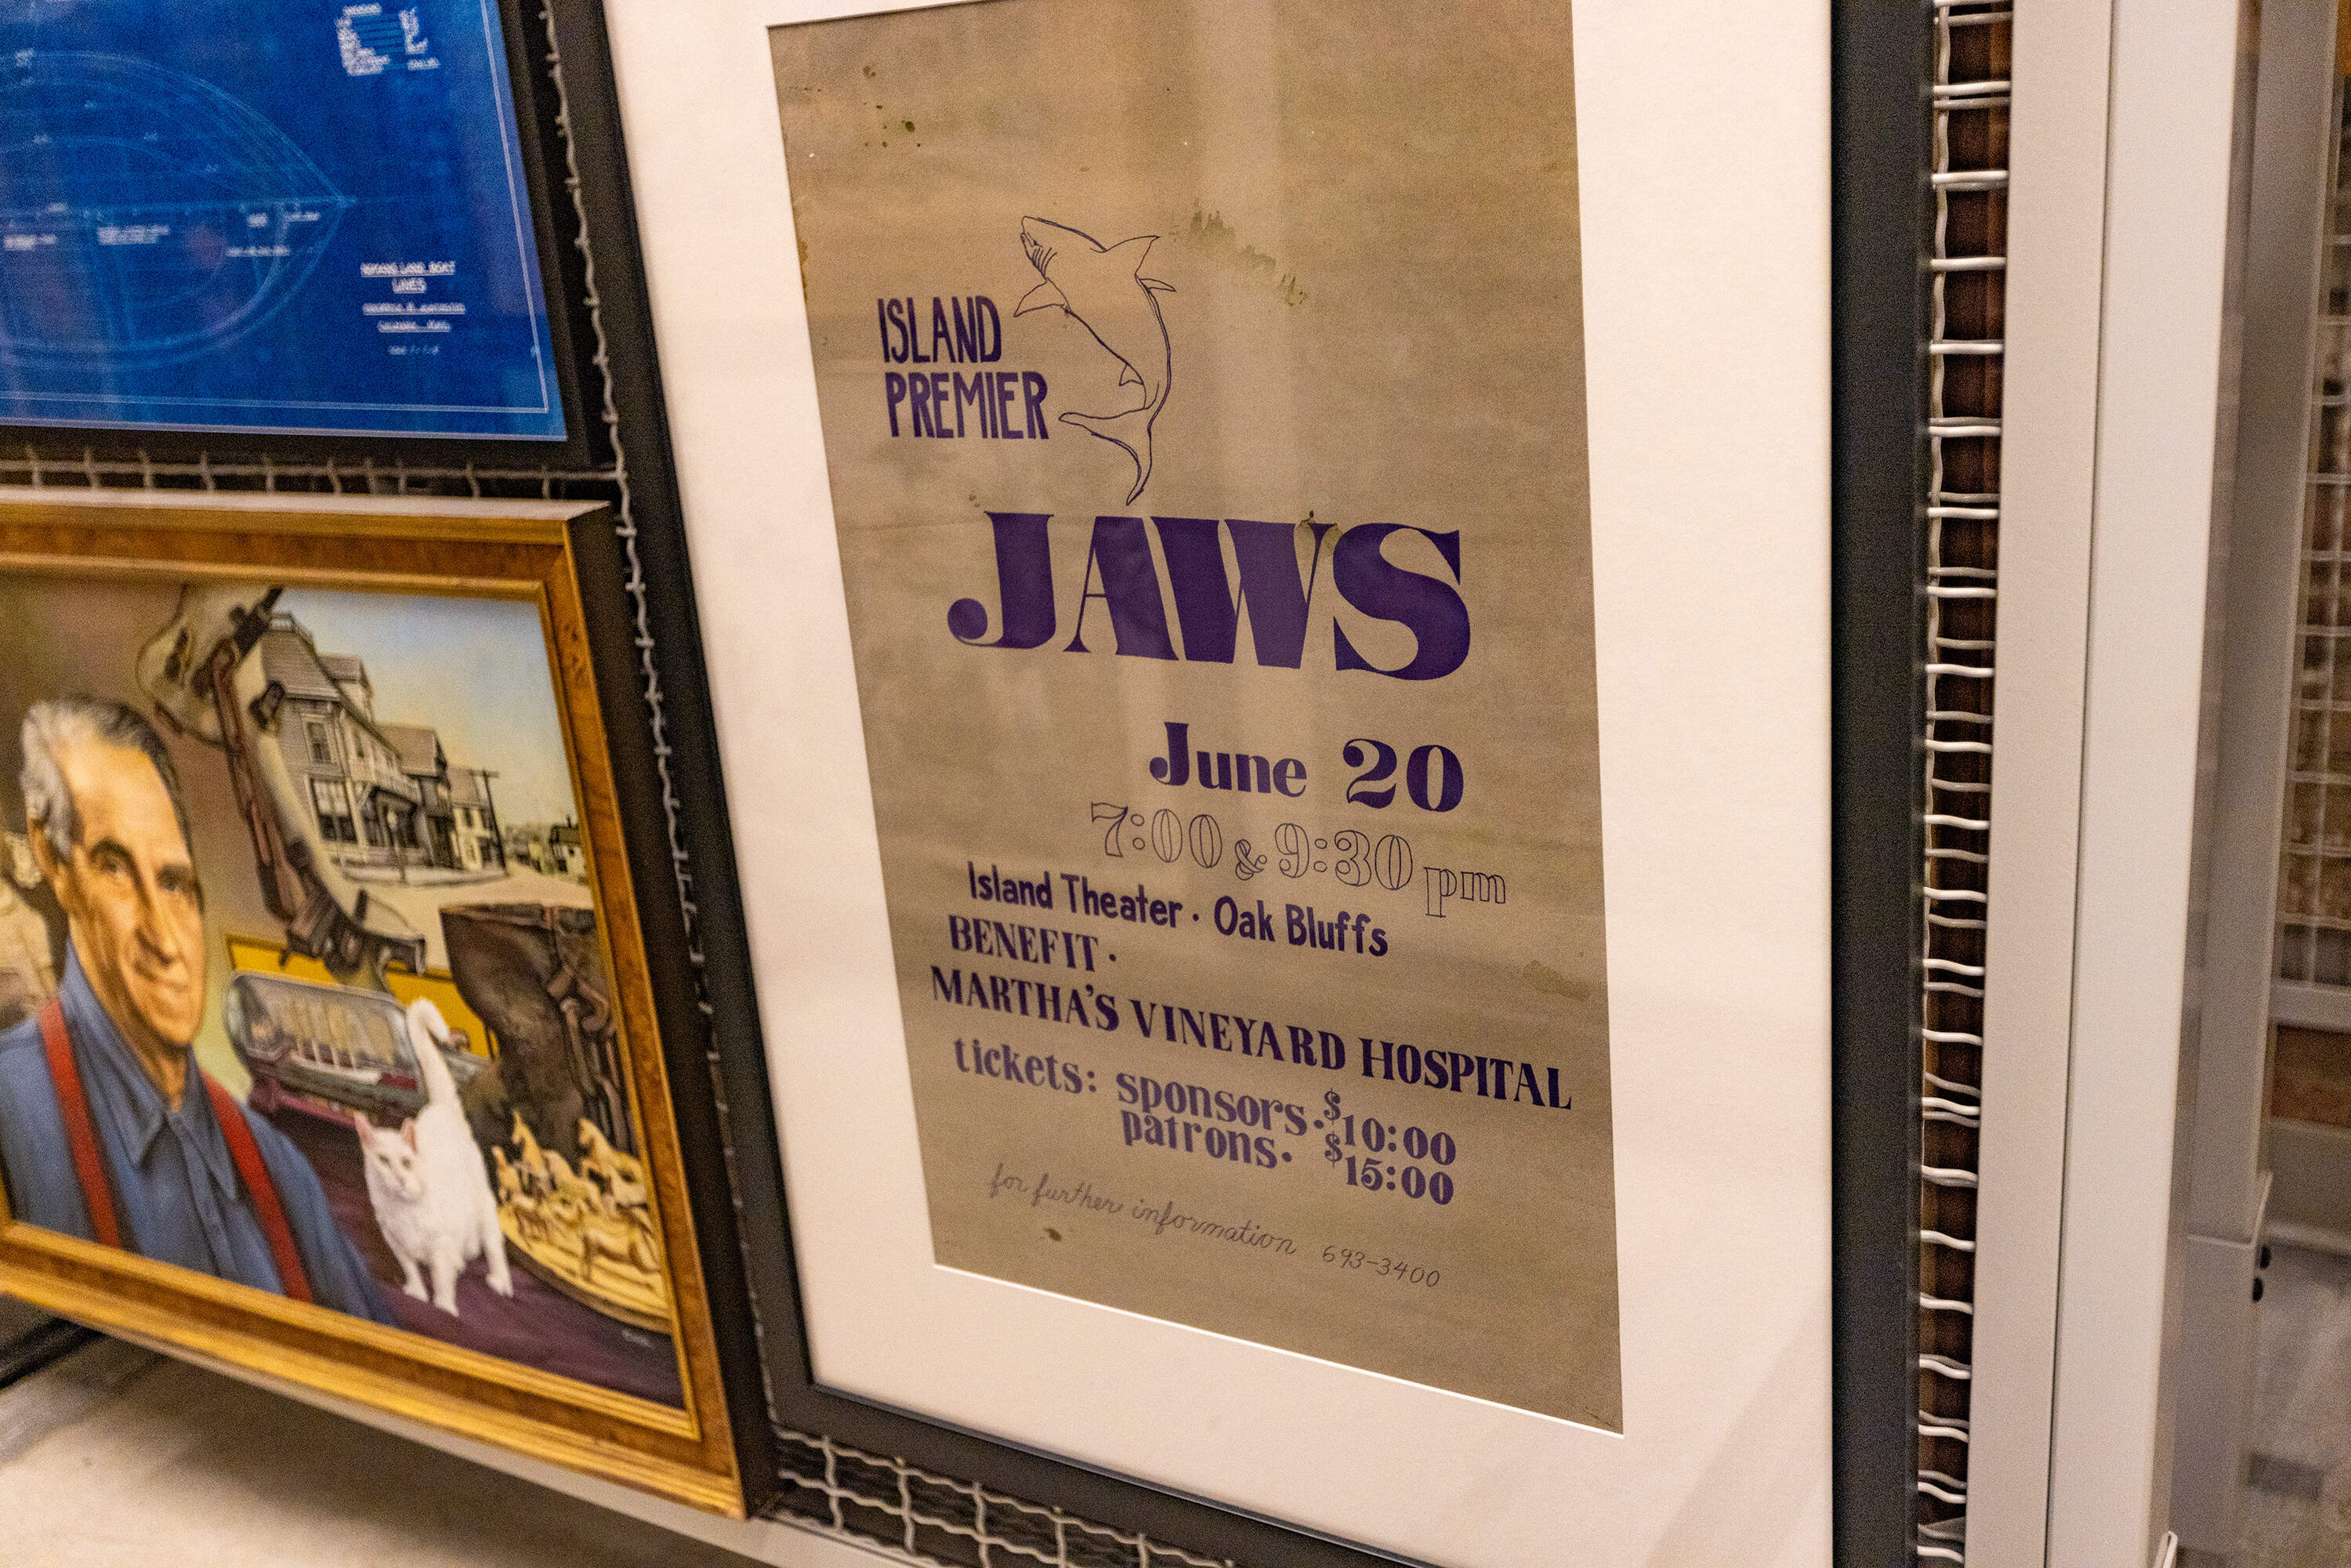 ISLAND
PREMIER
JAWS
June 20
7:00 & 9:30 pm
Island Theater · Oak Bluffs
BENEFIT ·
MARTHA'S VINEYARD HOSPITAL
tickets: sponsors · $10:00
patrons · $15:00
for further information 693-3400
LINES